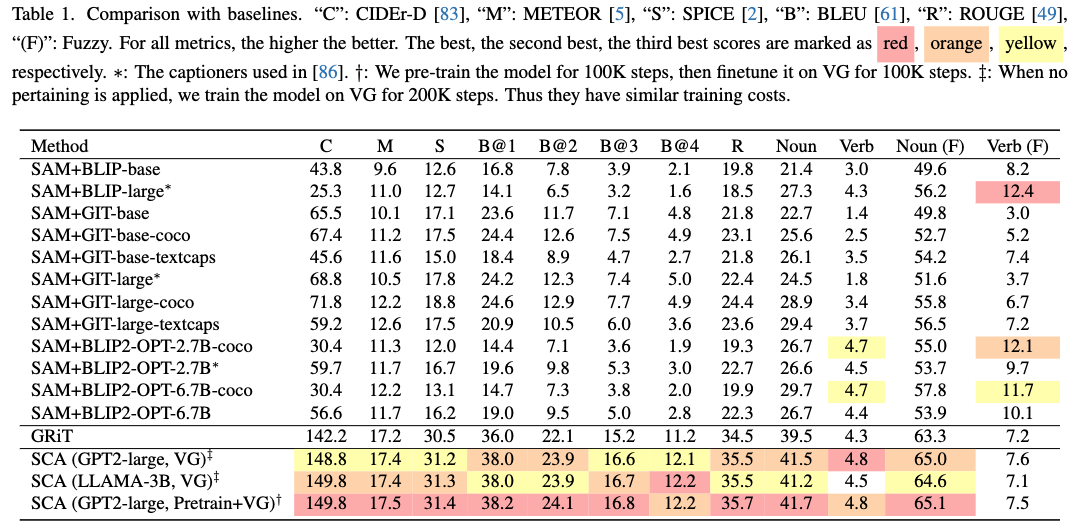 Table 1. Comparison with baselines. “C”: CIDEr-D [83], “M”: METEOR [5], “S”: SPICE [2], “B”: BLEU [61], “R”: ROUGE [49],
“(F)”: Fuzzy. For all metrics, the higher the better. The best, the second best, the third best scores are marked as red , orange , yellow ,
respectively. ∗: The captioners used in [86]. †: We pre-train the model for 100K steps, then finetune it on VG for 100K steps. ‡: When no
pertaining is applied, we train the model on VG for 200K steps. Thus they have similar training costs.
Method C M S B@1 B@2 B@3 B@4 R Noun Verb Noun (F) Verb (F)
SAM+BLIP-base 43.8 9.6 12.6 16.8 7.8 3.9 2.1 19.8 21.4 3.0 49.6 8.2
SAM+BLIP-large* 25.3 11.0 12.7 14.1 6.5 3.2 1.6 18.5 27.3 4.3 56.2 12.4
SAM+GIT-base 65.5 10.1 17.1 23.6 11.7 7.1 4.8 21.8 22.7 1.4 49.8 3.0
SAM+GIT-base-coco 67.4 11.2 17.5 24.4 12.6 7.5 4.9 23.1 25.6 2.5 52.7 5.2
SAM+GIT-base-textcaps 45.6 11.6 15.0 18.4 8.9 4.7 2.7 21.8 26.1 3.5 54.2 7.4
SAM+GIT-large* 68.8 10.5 17.8 24.2 12.3 7.4 5.0 22.4 24.5 1.8 51.6 3.7
SAM+GIT-large-coco 71.8 12.2 18.8 24.6 12.9 7.7 4.9 24.4 28.9 3.4 55.8 6.7
SAM+GIT-large-textcaps 59.2 12.6 17.5 20.9 10.5 6.0 3.6 23.6 29.4 3.7 56.5 7.2
SAM+BLIP2-OPT-2.7B-coco 30.4 11.3 12.0 14.4 7.1 3.6 1.9 19.3 26.7 4.7 55.0 12.1
SAM+BLIP2-OPT-2.7B* 59.7 11.7 16.7 19.6 9.8 5.3 3.0 22.7 26.6 4.5 53.7 9.7
SAM+BLIP2-OPT-6.7B-coco 30.4 12.2 13.1 14.7 7.3 3.8 2.0 19.9 29.7 4.7 57.8 11.7
SAM+BLIP2-OPT-6.7B 56.6 11.7 16.2 19.0 9.5 5.0 2.8 22.3 26.7 4.4 53.9 10.1
GRiT 142.2 17.2 30.5 36.0 22.1 15.2 11.2 34.5 39.5 4.3 63.3 7.2
SCA (GPT2-large, VG)‡ 148.8 17.4 31.2 38.0 23.9 16.6 12.1 35.5 41.5 4.8 65.0 7.6
SCA (LLAMA-3B, VG)‡ 149.8 17.4 31.3 38.0 23.9 16.7 12.2 35.5 41.2 4.5 64.6 7.1
SCA (GPT2-large, Pretrain+VG)† 149.8 17.5 31.4 38.2 24.1 16.8 12.2 35.7 41.7 4.8 65.1 7.5